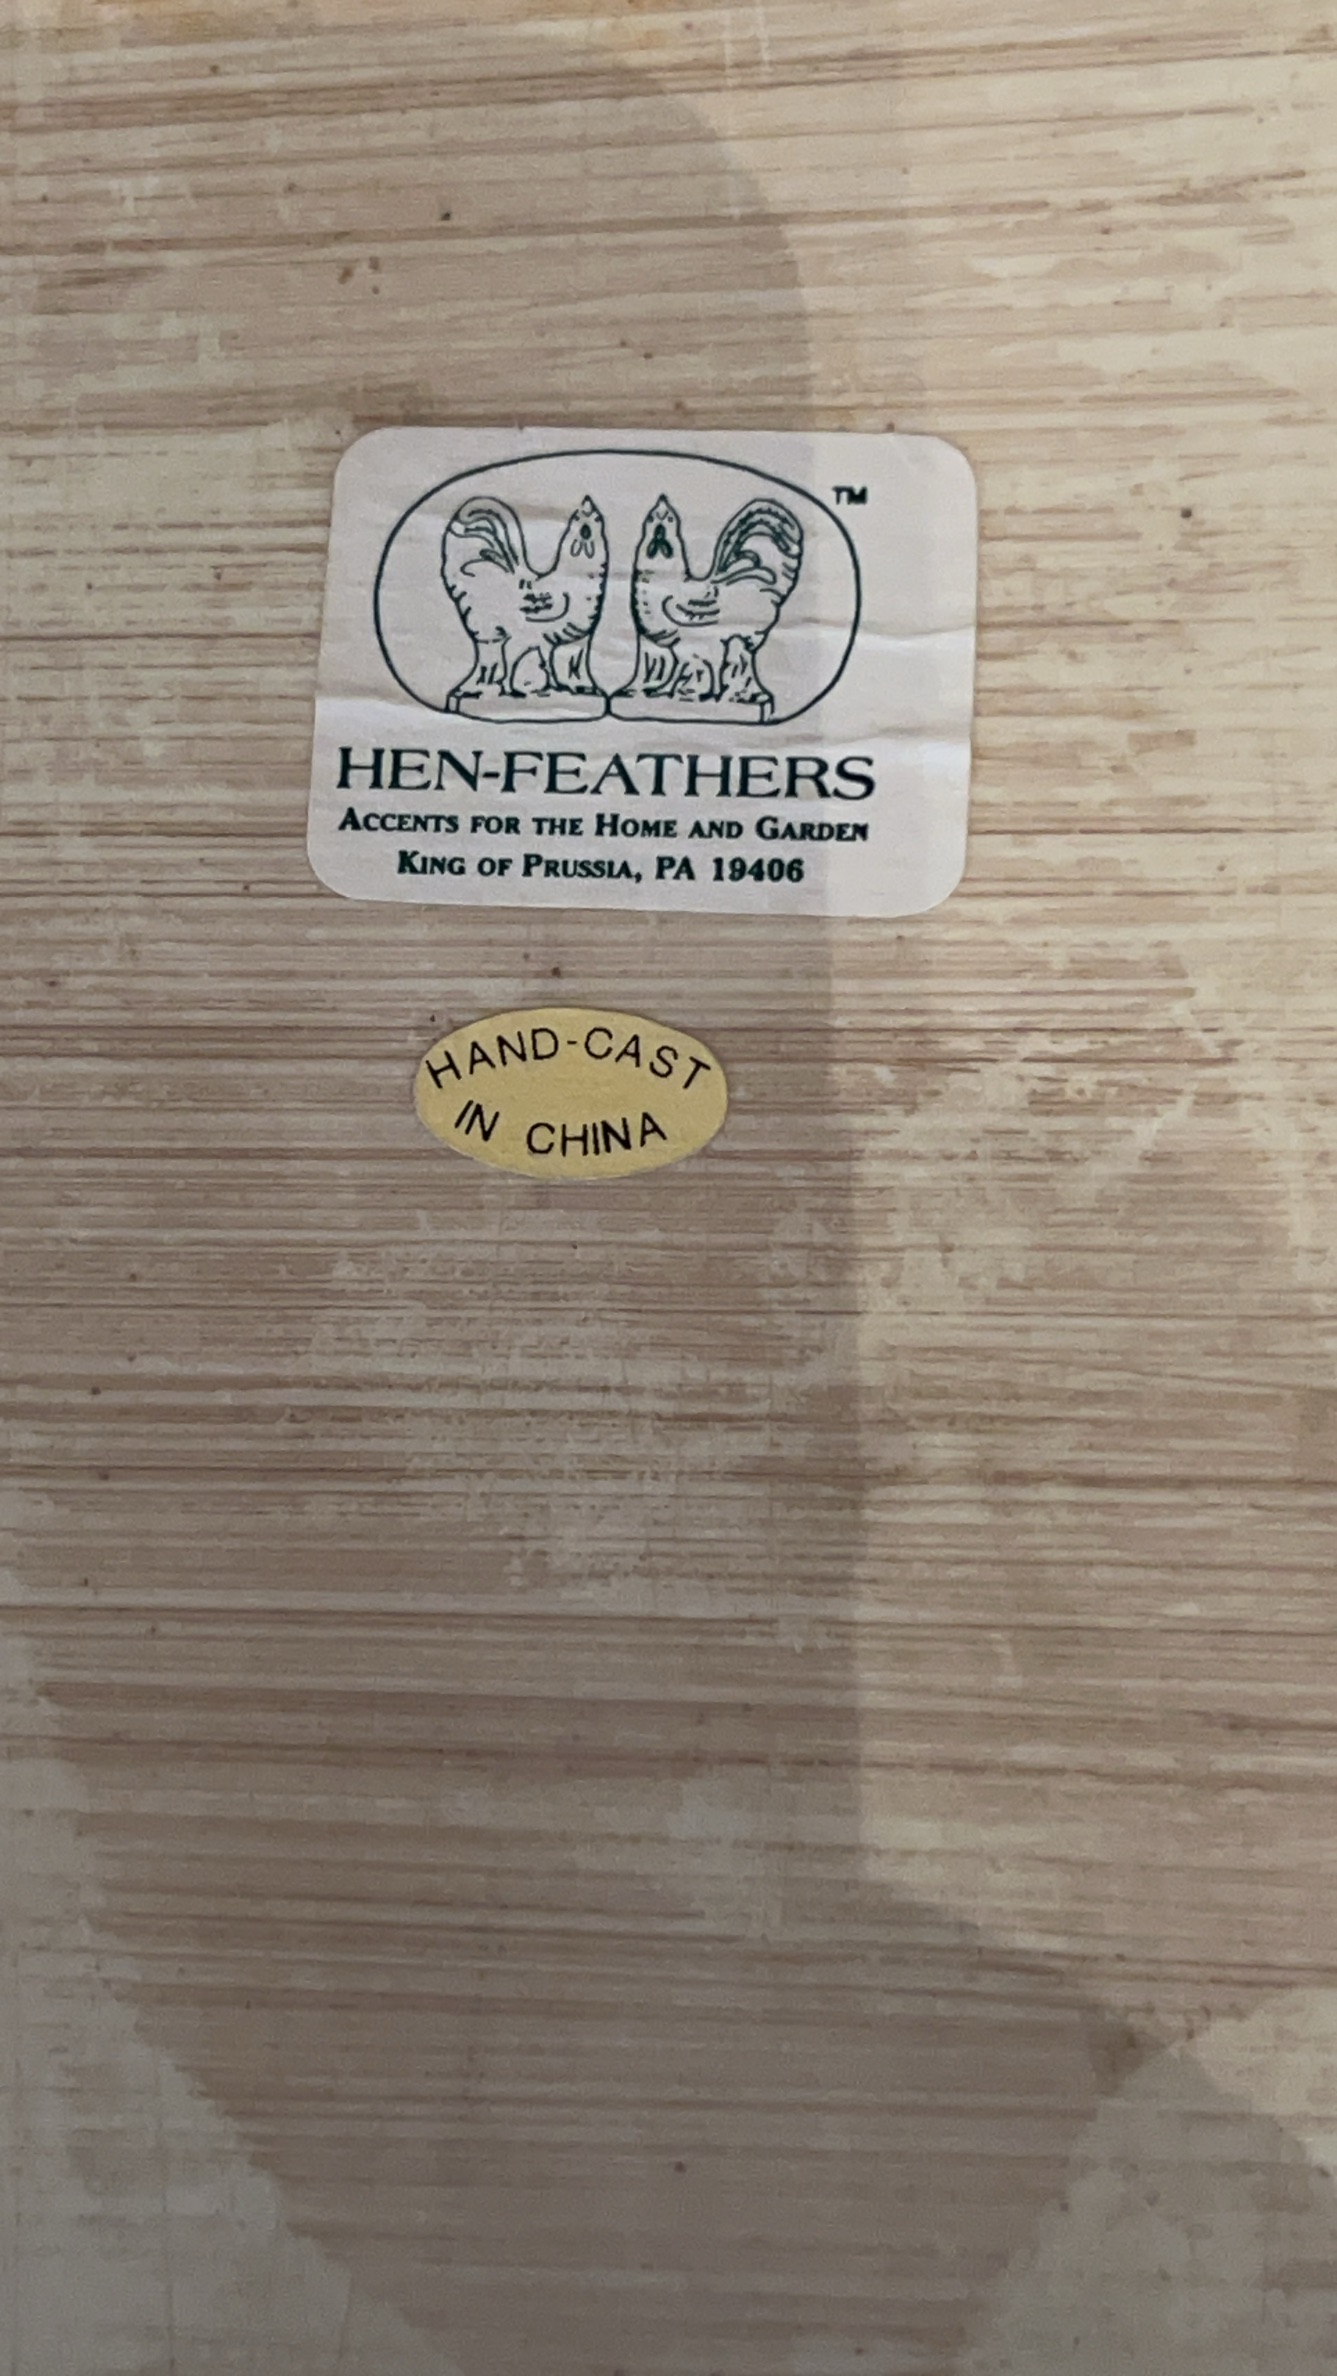 TM
HEN-FEATHERS
ACCENTS FOR THE HOME AND GARDEN
KING OF PRUSSIA, PA 19406
HAND-CAST
IN CHINA